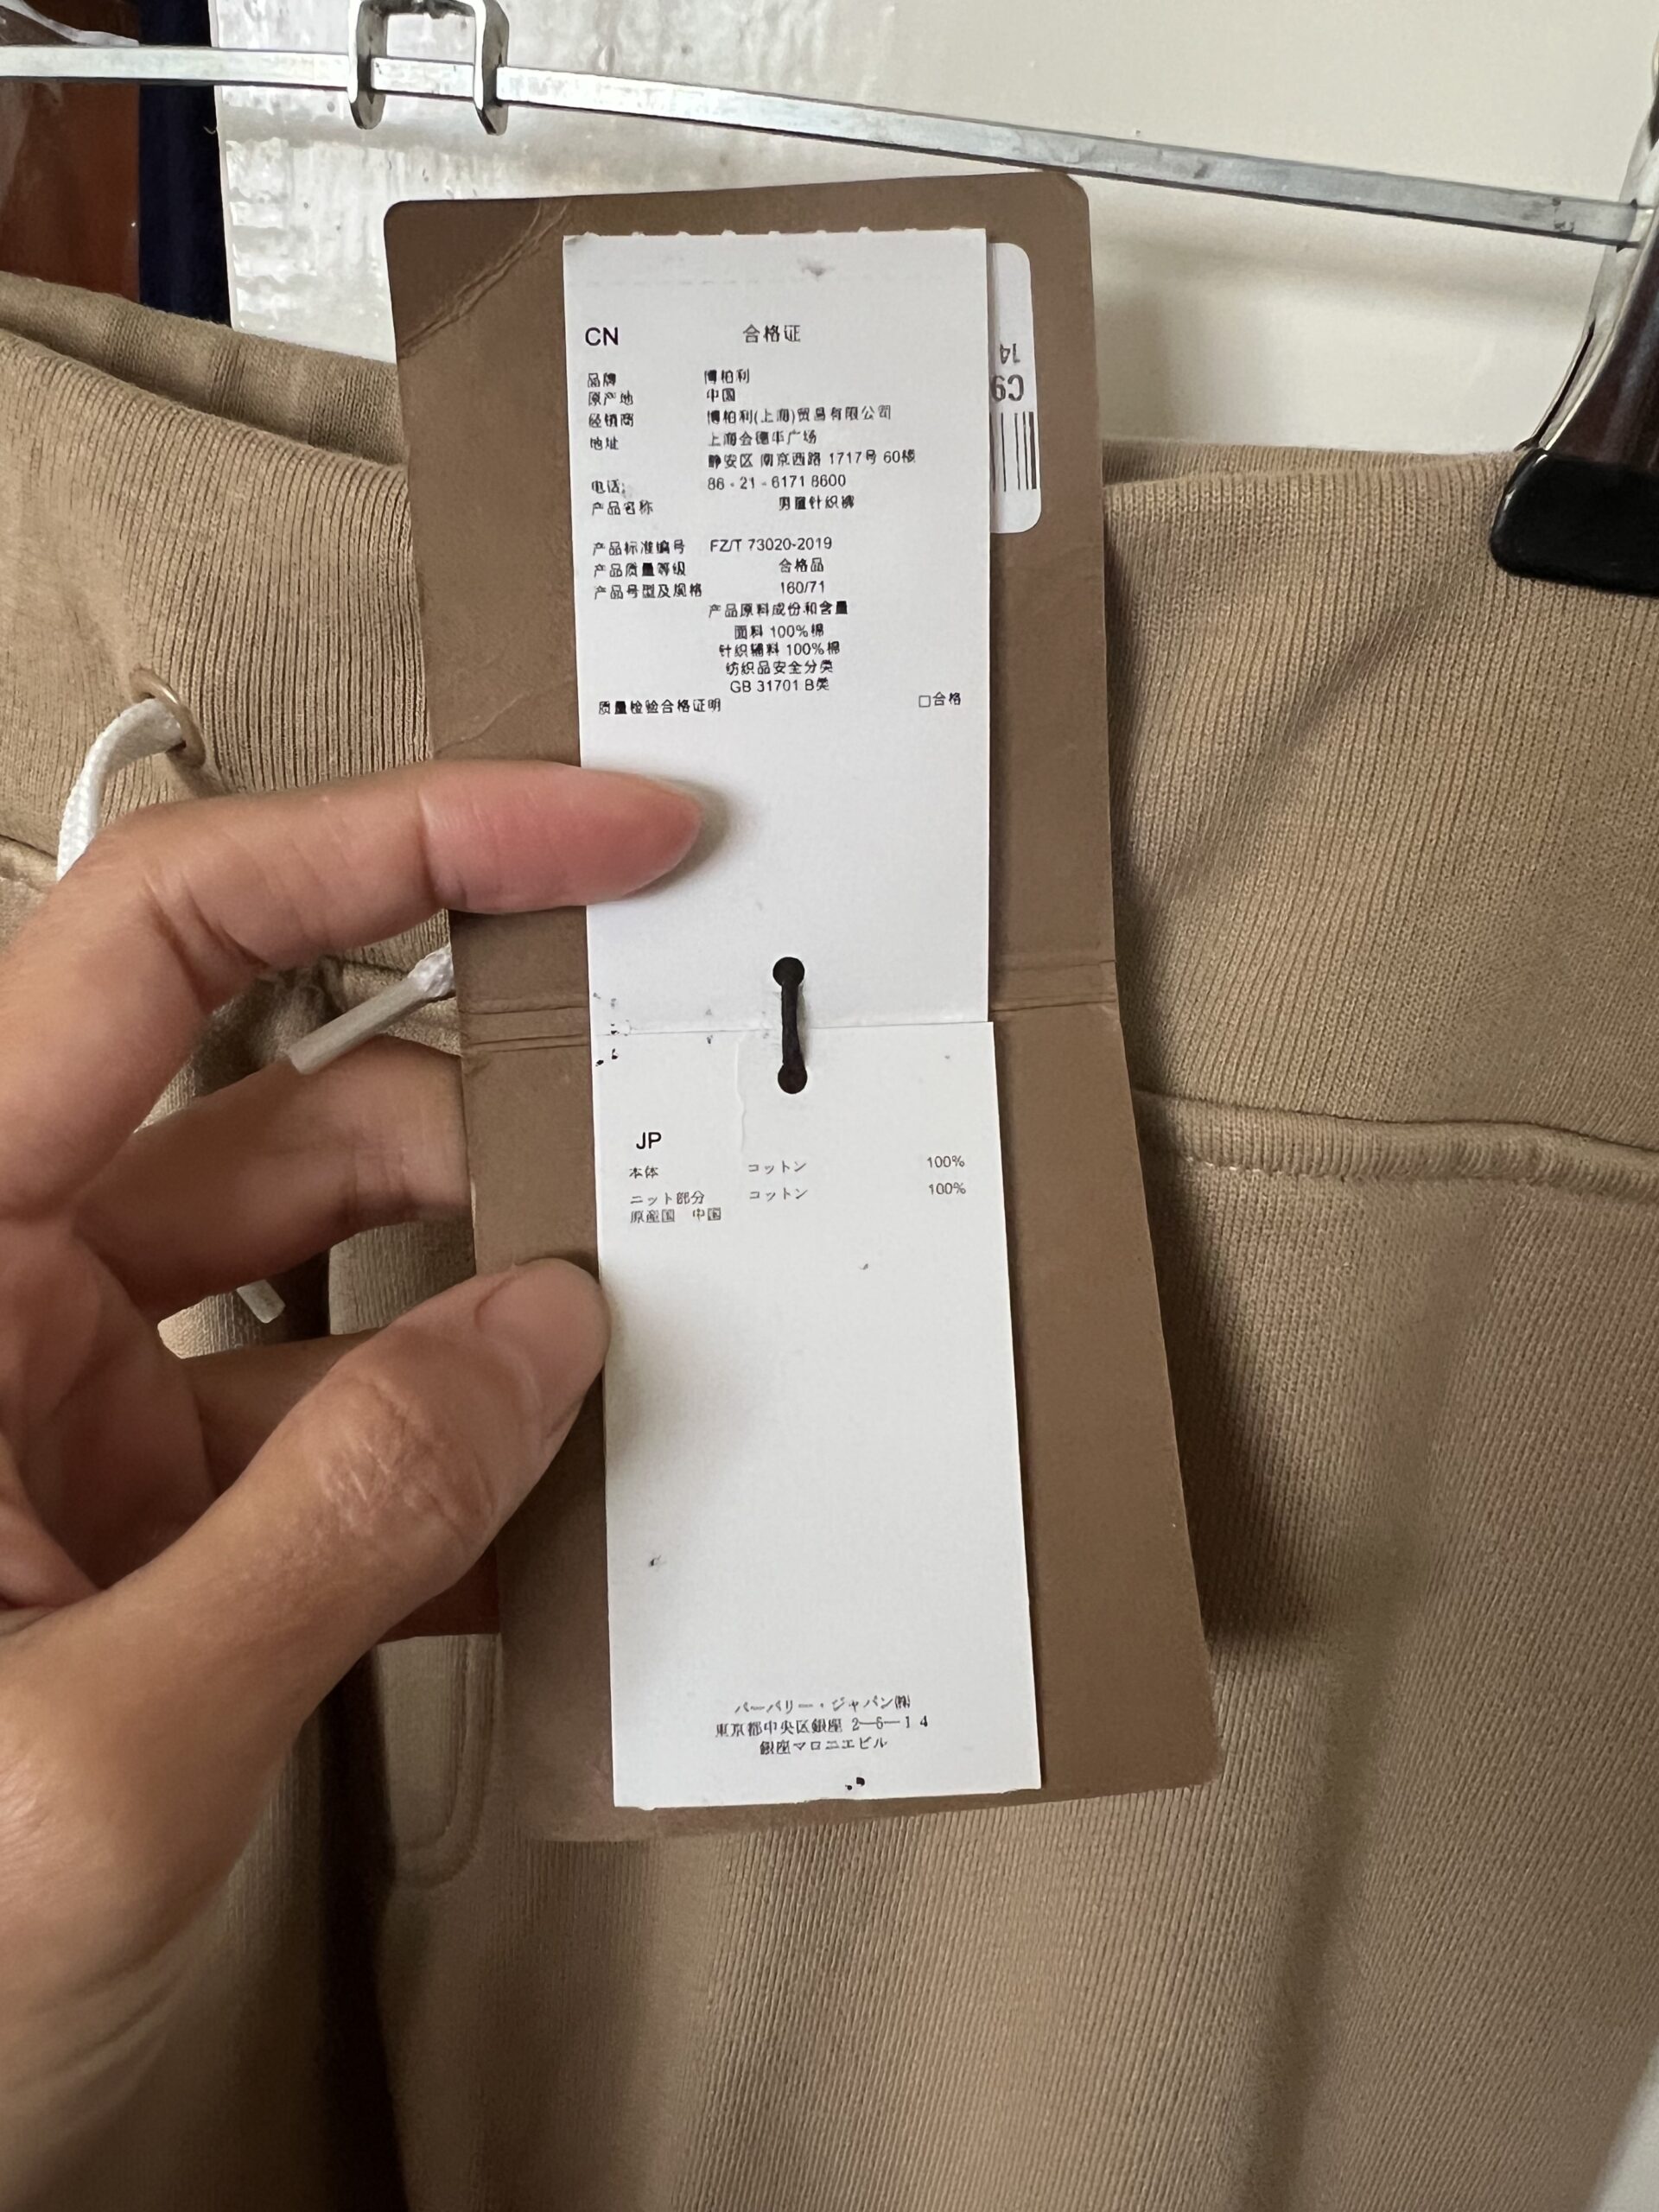 CN 合格证
品牌 博柏利
原产地 中国
经销商 博柏利(上海)贸易有限公司
地址 上海会德丰广场
静安区 南京西路 1717号 60楼
电话: 86 - 21 - 6171 8600
产品名称 男童针织裤
产品标准编号 FZ/T 73020-2019
产品质量等级 合格品
产品号型及规格 160/71
产品原料成份和含量
面料 100%棉
针织辅料 100%棉
纺织品安全分类
GB 31701 B类
质量检验合格证明 □合格
14
C9
JP
本体 コットン 100%
ニット部分 コットン 100%
原産国 中国
バーバリー・ジャパン㈱
東京都中央区銀座 2—6—1 4
銀座マロニエビル